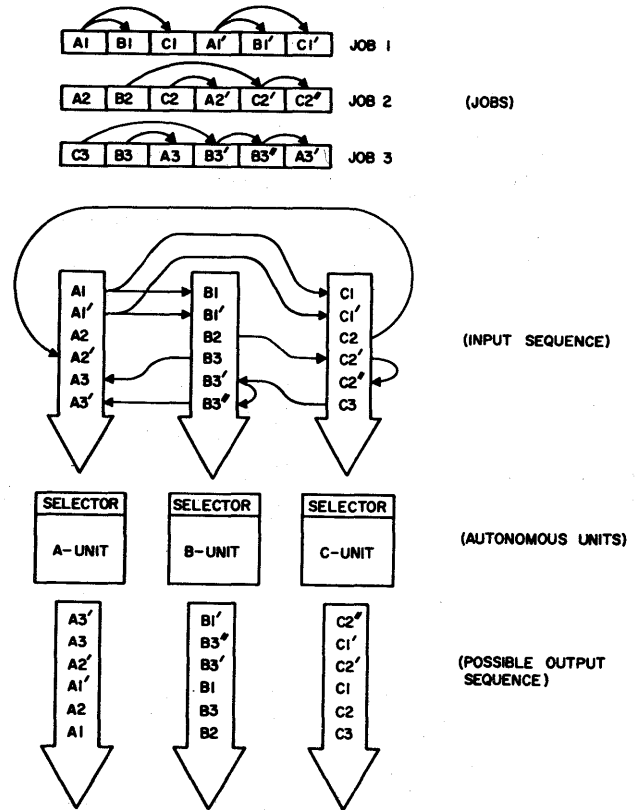 A1 B1 C1 A1′ B1′ C1′ JOB 1
A2 B2 C2 A2′ C2′ C2″ JOB 2
(JOBS)
C3 B3 A3 B3′ B3″ A3′ JOB 3
A1 B1 C1
A1′ B1′ C1′
A2 B2 C2
A2′ B3 C2′
A3 B3′ C2″
A3′ B3″ C3
(INPUT SEQUENCE)
SELECTOR SELECTOR SELECTOR
A-UNIT B-UNIT C-UNIT
(AUTONOMOUS UNITS)
A3′ B1′ C2″
A3 B3″ C1′
A2′ B3′ C2′
A1′ B1 C1
A2 B3 C2
A1 B2 C3
(POSSIBLE OUTPUT
SEQUENCE)